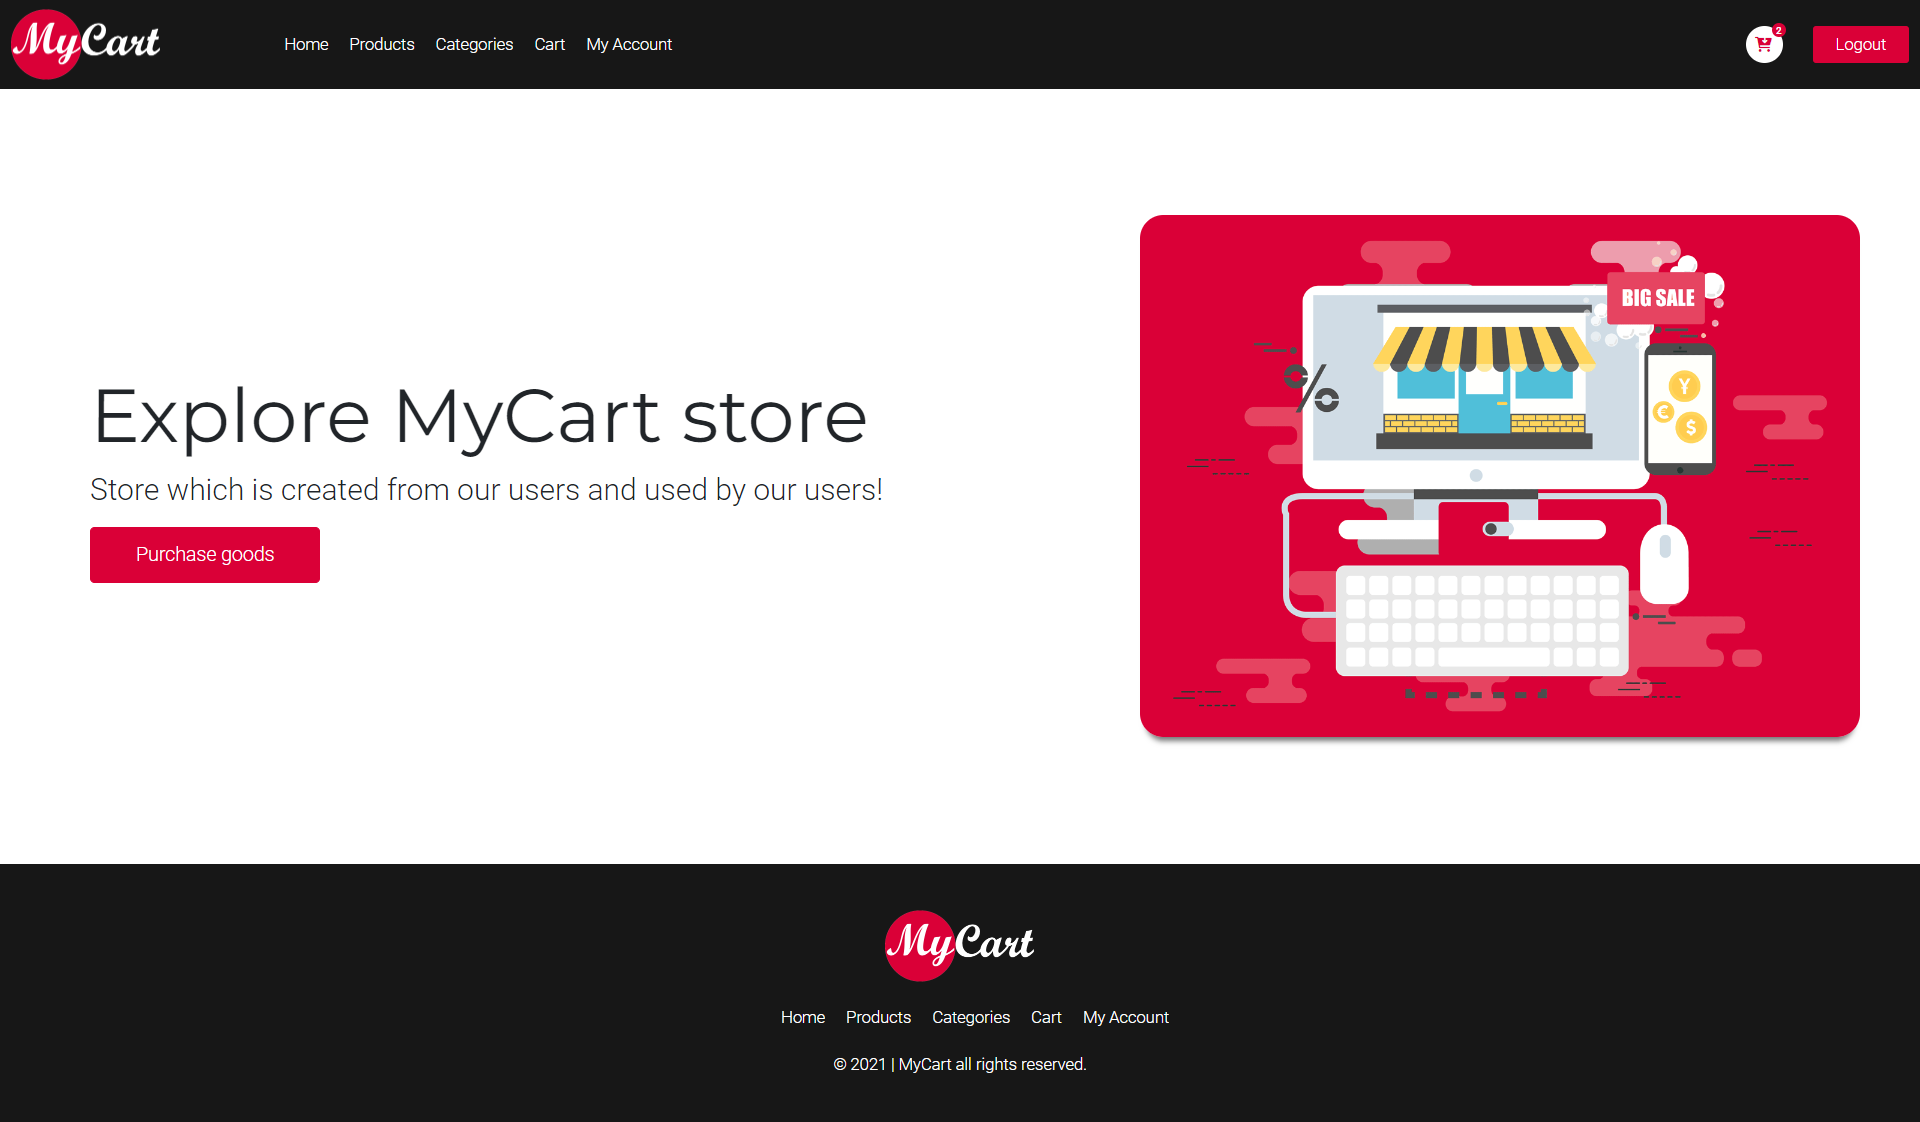 MyCart
Home Products Categories Cart My Account
2
Logout
Explore MyCart store
Store which is created from our users and used by our users!
Purchase goods
BIG SALE
%
¥
€
$
MyCart
Home Products Categories Cart My Account
© 2021 | MyCart all rights reserved.